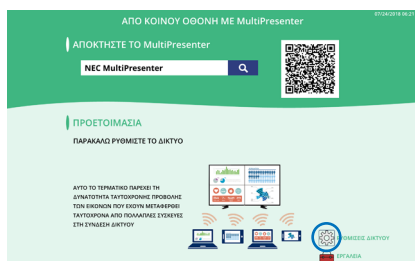 ΑΠΟ ΚΟΙΝΟΥ ΟΘΟΝΗ ΜΕ MultiPresenter
07/24/2018 06:21
ΑΠΟΚΤΗΣΤΕ ΤΟ MultiPresenter
NEC MultiPresenter
ΠΡΟΕΤΟΙΜΑΣΙΑ
ΠΑΡΑΚΑΛΩ ΡΥΘΜΙΣΤΕ ΤΟ ΔΙΚΤΥΟ
ΑΥΤΟ ΤΟ ΤΕΡΜΑΤΙΚΟ ΠΑΡΕΧΕΙ ΤΗ
ΔΥΝΑΤΟΤΗΤΑ ΤΑΥΤΟΧΡΟΝΗΣ ΠΡΟΒΟΛΗΣ
ΤΩΝ ΕΙΚΟΝΩΝ ΠΟΥ ΕΧΟΥΝ ΜΕΤΑΦΕΡΘΕΙ
ΤΑΥΤΟΧΡΟΝΑ ΑΠΟ ΠΟΛΛΑΠΛΕΣ ΣΥΣΚΕΥΕΣ
ΣΤΗ ΣΥΝΔΕΣΗ ΔΙΚΤΥΟΥ
ΡΥΘΜΙΣΕΙΣ ΔΙΚΤΥΟΥ
ΕΡΓΑΛΕΙΑ